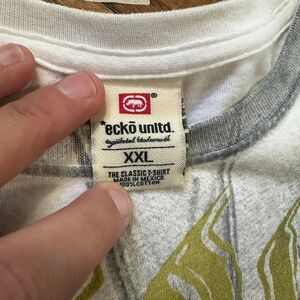 ®
*eckō unltd.
registered trademark
XXL
THE CLASSIC T-SHIRT
MADE IN MEXICO
100% COTTON